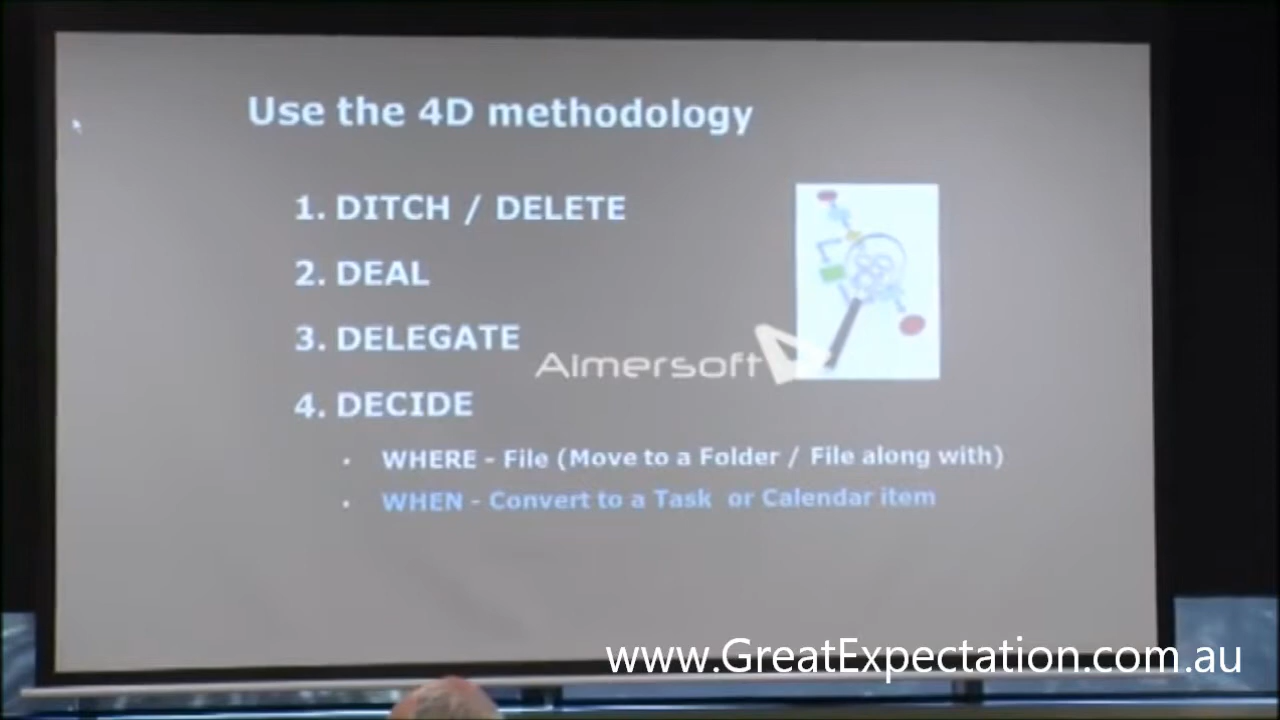 Use the 4D methodology
1. DITCH / DELETE
2. DEAL
3. DELEGATE
Aimersoft
4. DECIDE
• WHERE - File (Move to a Folder / File along with)
• WHEN - Convert to a Task or Calendar item
www.GreatExpectation.com.au